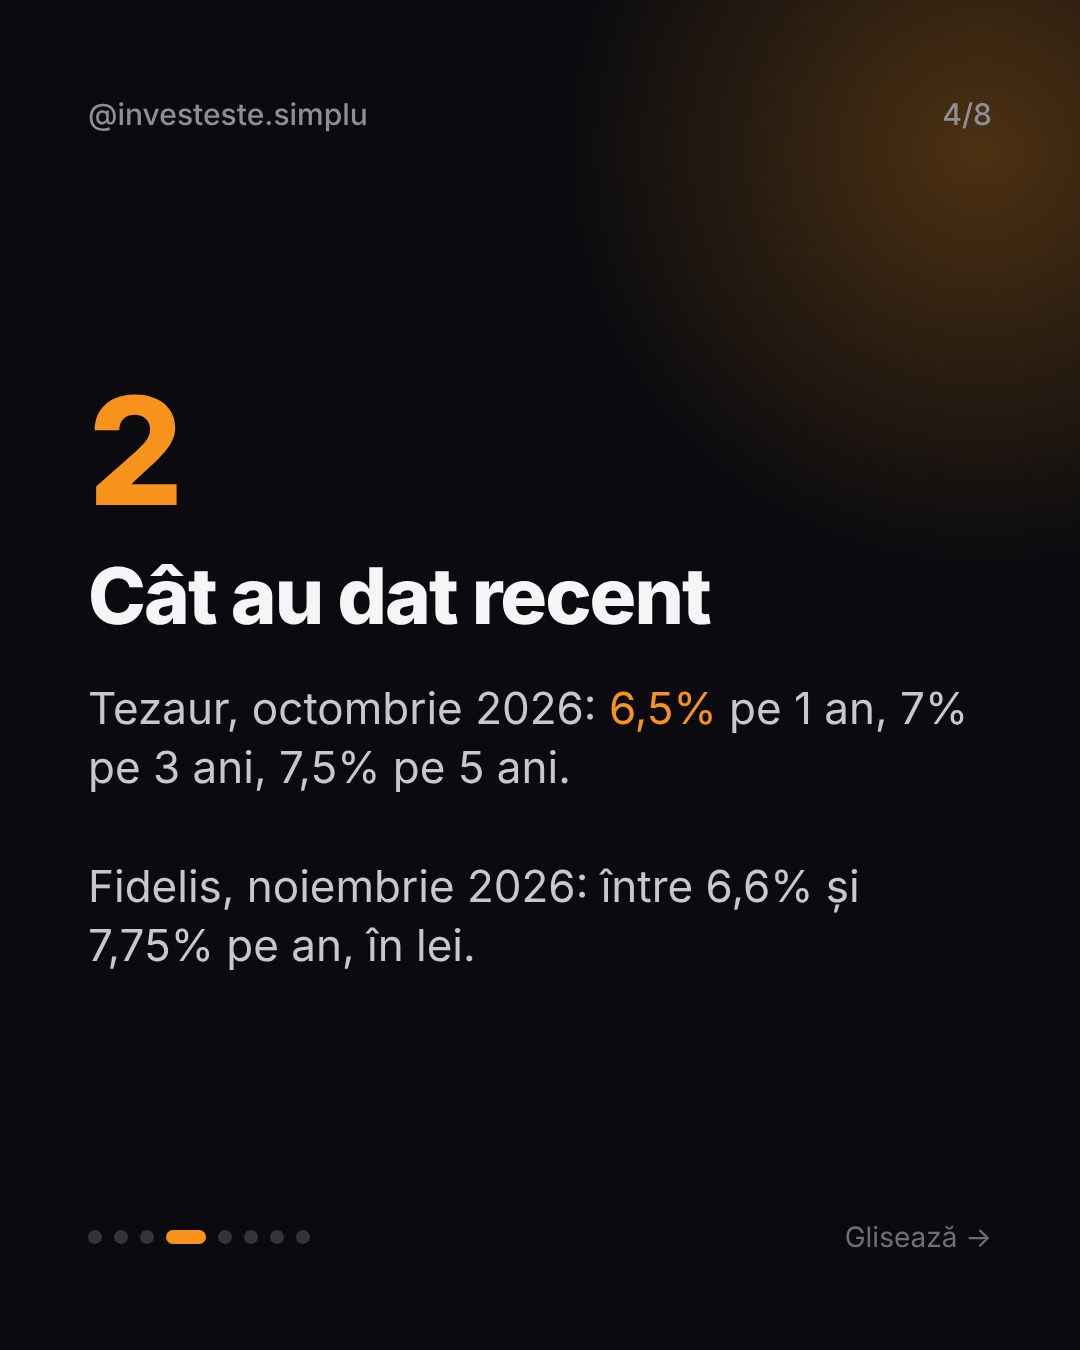 @investeste.simplu
4/8
2
Cât au dat recent
Tezaur, octombrie 2026: 6,5% pe 1 an, 7%
pe 3 ani, 7,5% pe 5 ani.
Fidelis, noiembrie 2026: între 6,6% și
7,75% pe an, în lei.
Glisează →